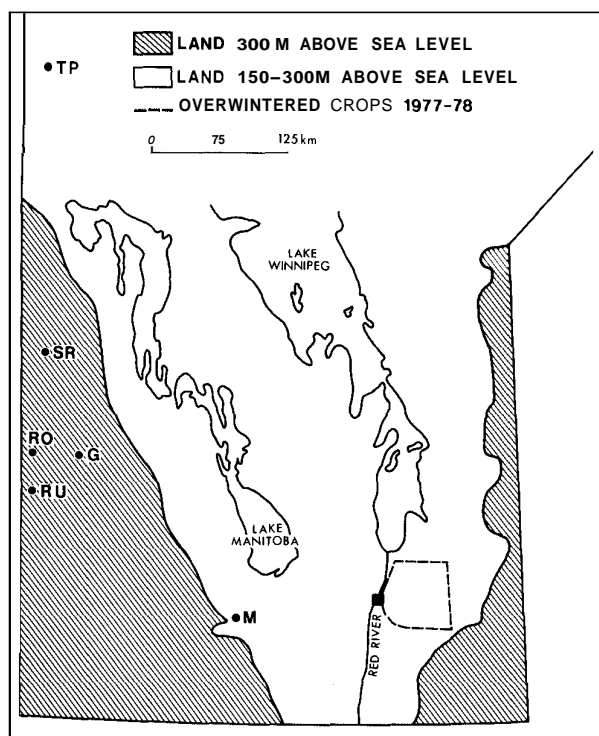 LAND 300 M ABOVE SEA LEVEL
TP
LAND 150-300M ABOVE SEA LEVEL
OVERWINTERED CROPS 1977-78
0 75 125 km
LAKE
WINNIPEG
SR
RO
G
RU
LAKE
MANITOBA
M
RED RIVER